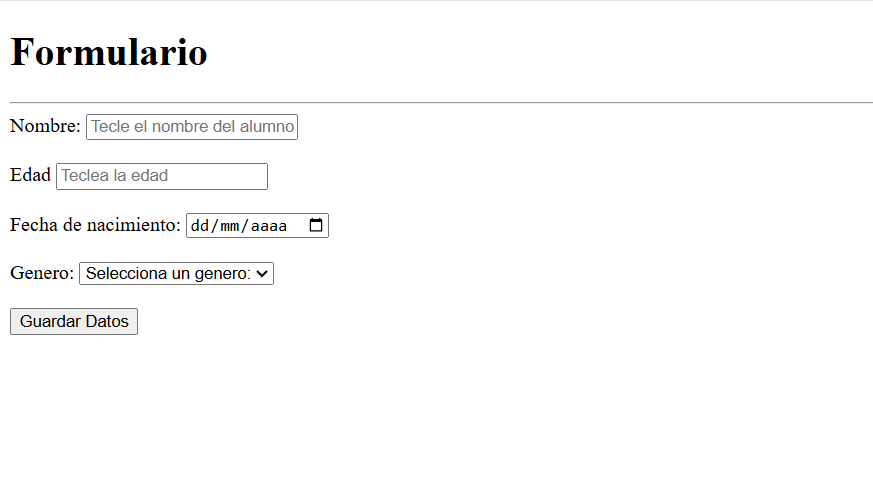 Formulario
Nombre: Tecle el nombre del alumno
Edad Teclea la edad
Fecha de nacimiento: dd/mm/aaaa
Genero: Selecciona un genero:
Guardar Datos